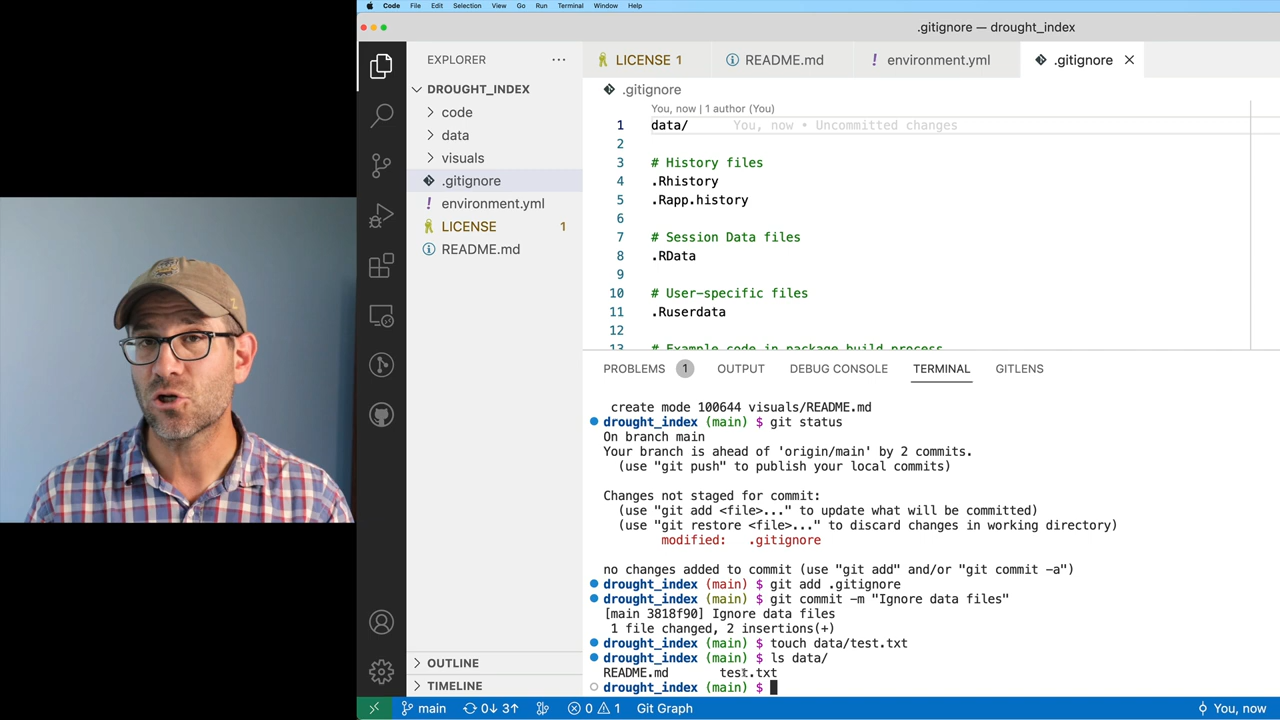 Code File Edit Selection View Go Run Terminal Window Help
.gitignore — drought_index
EXPLORER
LICENSE 1
README.md
environment.yml
.gitignore
DROUGHT_INDEX
code
data
visuals
.gitignore
environment.yml
LICENSE 1
README.md
OUTLINE
TIMELINE
.gitignore
You, now | 1 author (You)
1 data/ You, now • Uncommitted changes
2
3 # History files
4 .Rhistory
5 .Rapp.history
6
7 # Session Data files
8 .RData
9
10 # User-specific files
11 .Ruserdata
12
13 # Example code in package build process
PROBLEMS 1 OUTPUT DEBUG CONSOLE TERMINAL GITLENS
create mode 100644 visuals/README.md
drought_index (main) $ git status
On branch main
Your branch is ahead of 'origin/main' by 2 commits.
(use "git push" to publish your local commits)
Changes not staged for commit:
(use "git add <file>..." to update what will be committed)
(use "git restore <file>..." to discard changes in working directory)
modified: .gitignore
no changes added to commit (use "git add" and/or "git commit -a")
drought_index (main) $ git add .gitignore
drought_index (main) $ git commit -m "Ignore data files"
[main 3818f90] Ignore data files
1 file changed, 2 insertions(+)
drought_index (main) $ touch data/test.txt
drought_index (main) $ ls data/
README.md test.txt
drought_index (main) $
main 0↓ 3↑ 0 1 Git Graph You, now